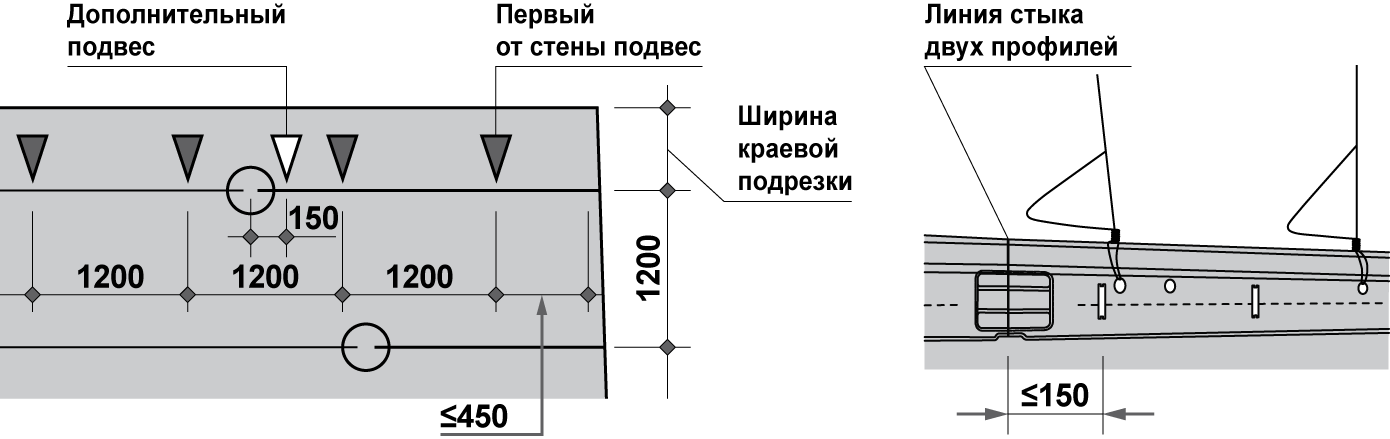 Дополнительный
подвес
Первый
от стены подвес
Ширина
краевой
подрезки
150
1200
1200
1200
1200
≤450
Линия стыка
двух профилей
≤150